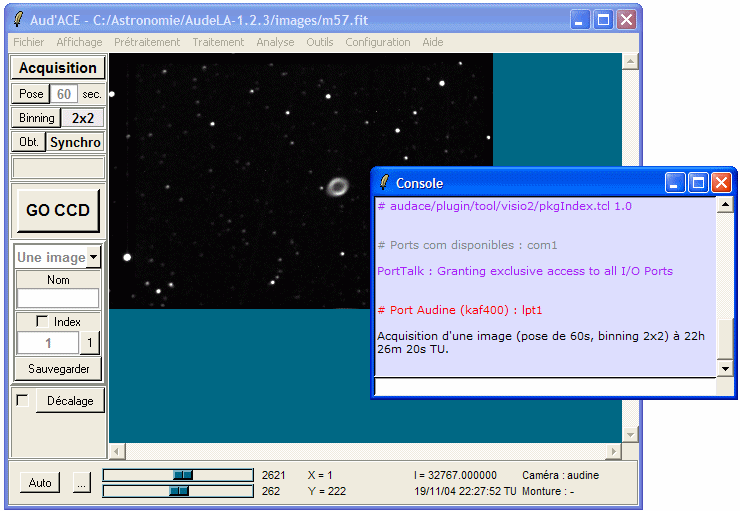 Aud'ACE - C:/Astronomie/AudeLA-1.2.3/images/m57.fit
Fichier Affichage Prétraitement Traitement Analyse Outils Configuration Aide
Acquisition
Pose 60 sec.
Binning 2x2
Obt. Synchro
GO CCD
Une image
Nom
Index
1 1
Sauvegarder
Décalage
Console
# audace/plugin/tool/visio2/pkgIndex.tcl 1.0
# Ports com disponibles : com1
PortTalk : Granting exclusive access to all I/O Ports
# Port Audine (kaf400) : lpt1
Acquisition d'une image (pose de 60s, binning 2x2) à 22h
26m 20s TU.
Auto ... 2621 X = 1 I = 32767.000000 Caméra : audine
262 Y = 222 19/11/04 22:27:52 TU Monture : -